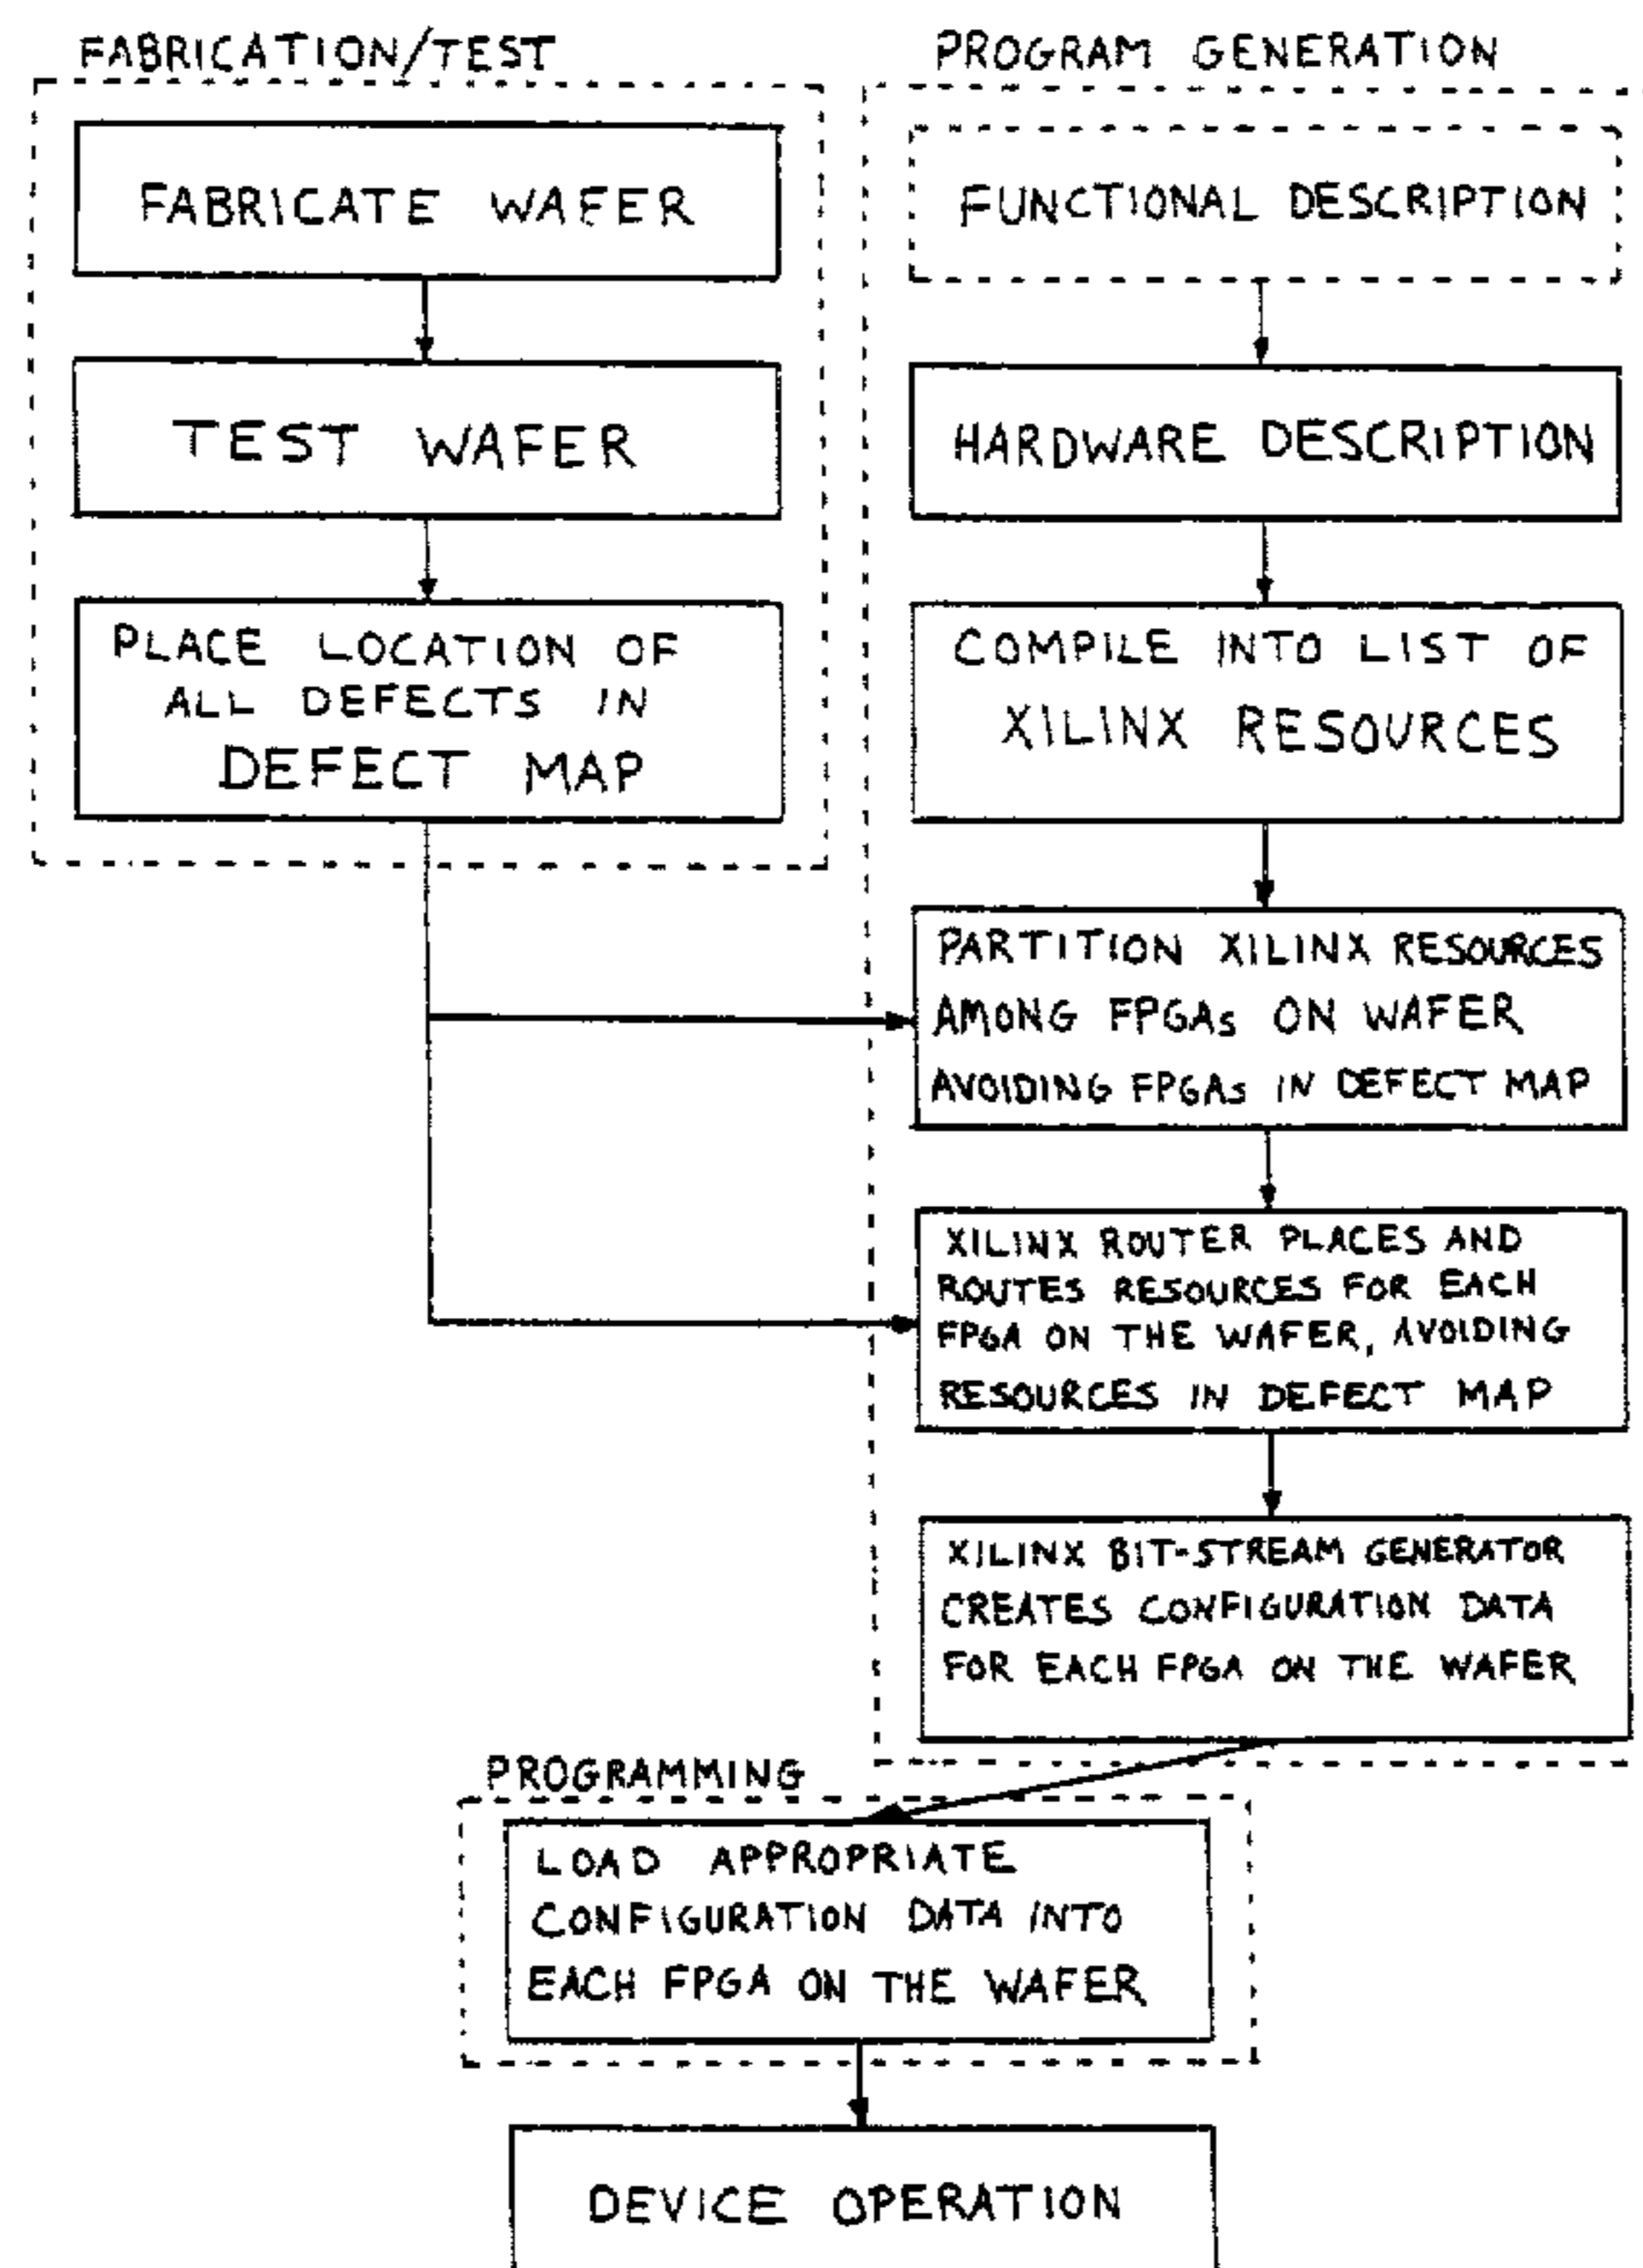 FABRICATION/TEST
FABRICATE WAFER
TEST WAFER
PLACE LOCATION OF
ALL DEFECTS IN
DEFECT MAP
PROGRAM GENERATION
FUNCTIONAL DESCRIPTION
HARDWARE DESCRIPTION
COMPILE INTO LIST OF
XILINX RESOURCES
PARTITION XILINX RESOURCES
AMONG FPGAs ON WAFER
AVOIDING FPGAs IN DEFECT MAP
XILINX ROUTER PLACES AND
ROUTES RESOURCES FOR EACH
FPGA ON THE WAFER, AVOIDING
RESOURCES IN DEFECT MAP
XILINX BIT-STREAM GENERATOR
CREATES CONFIGURATION DATA
FOR EACH FPGA ON THE WAFER
PROGRAMMING
LOAD APPROPRIATE
CONFIGURATION DATA INTO
EACH FPGA ON THE WAFER
DEVICE OPERATION